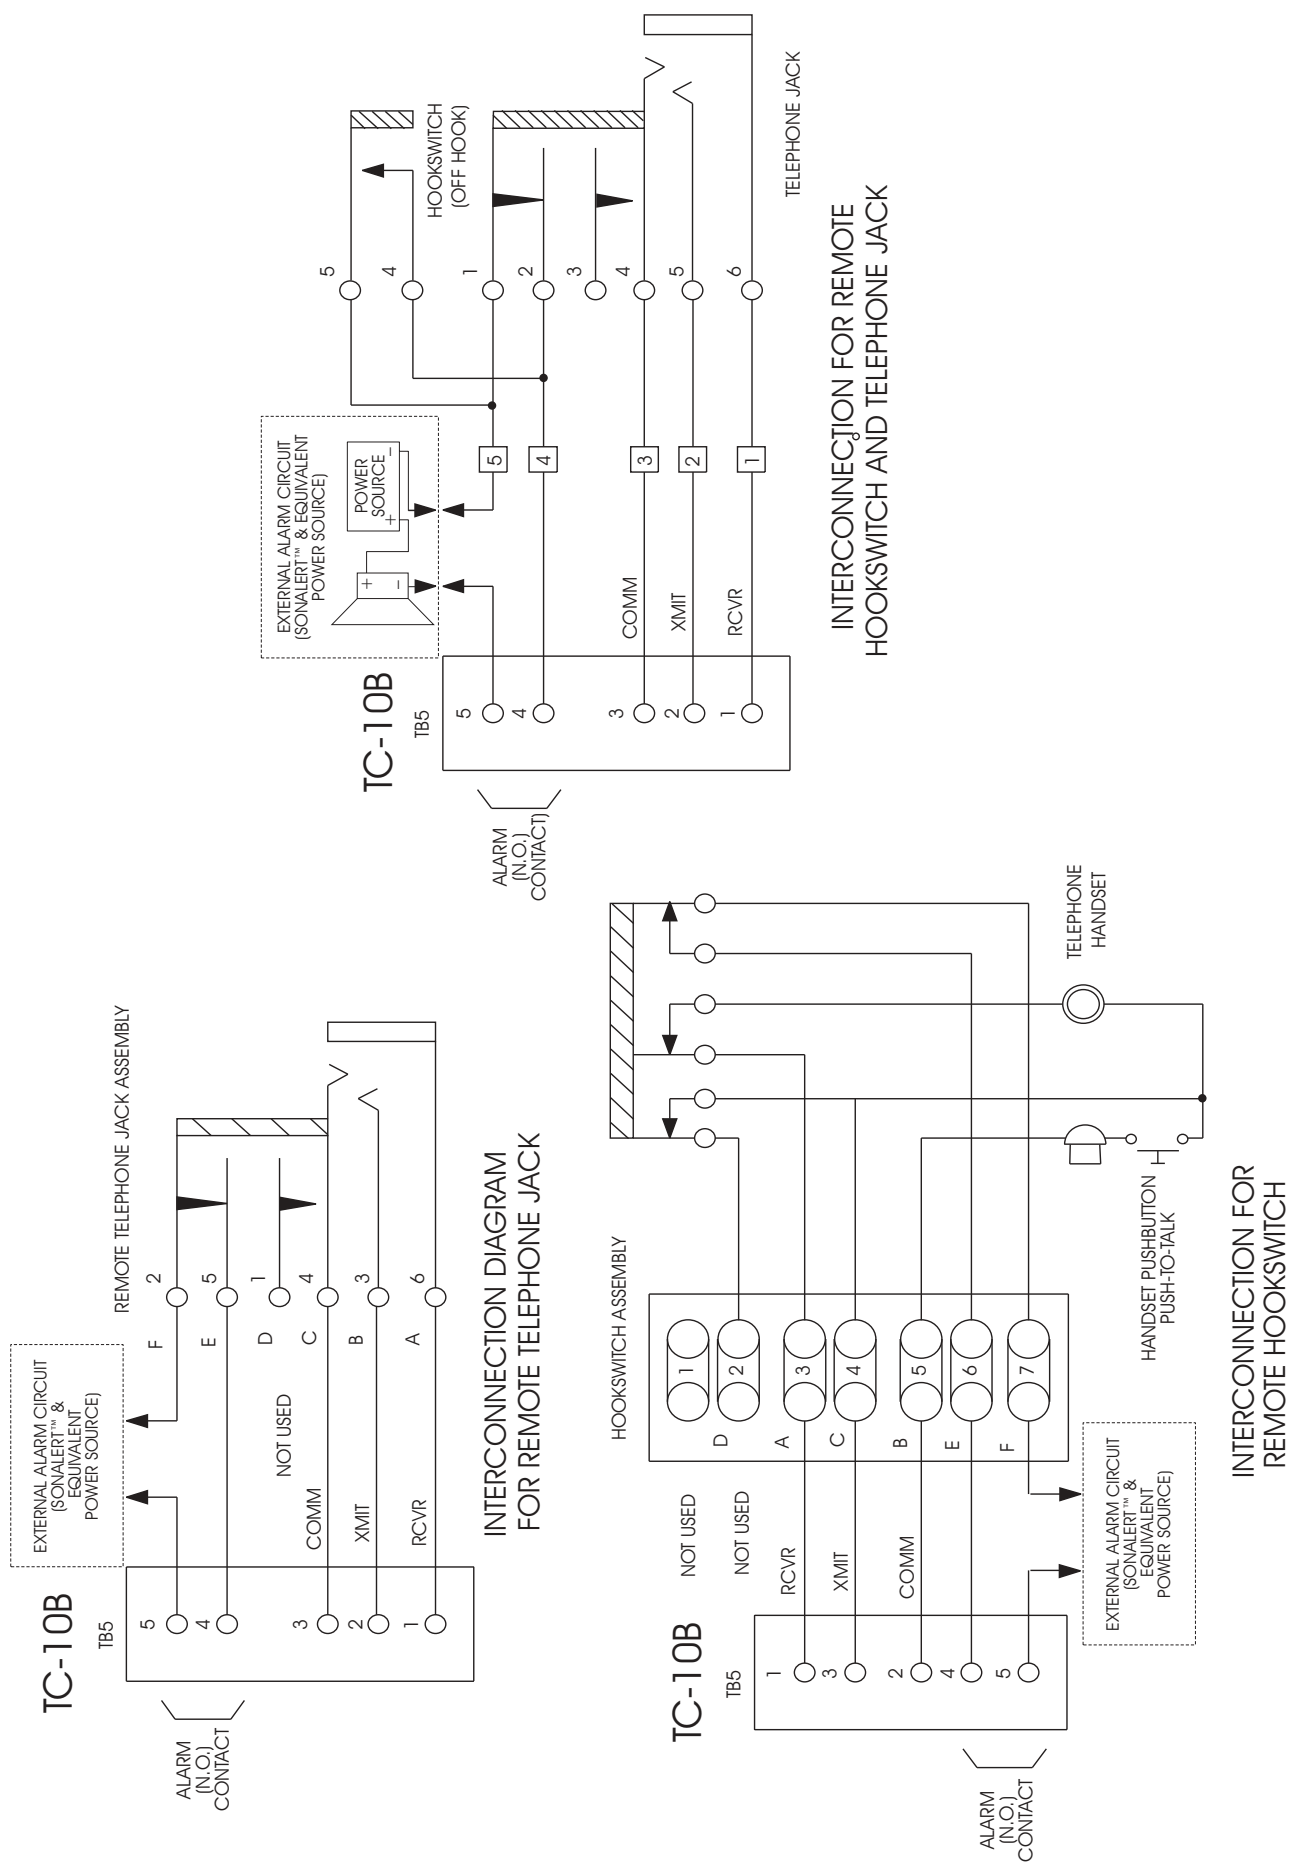 TC-10B
TB5
ALARM
(N.O.)
CONTACT
5
4
3
2
1
EXTERNAL ALARM CIRCUIT
(SONALERT™ &
EQUIVALENT
POWER SOURCE)
NOT USED
COMM
XMIT
RCVR
REMOTE TELEPHONE JACK ASSEMBLY
F
E
D
C
B
A
2
5
1
4
3
6
INTERCONNECTION DIAGRAM
FOR REMOTE TELEPHONE JACK
TC-10B
TB5
ALARM
(N.O.)
CONTACT)
5
4
3
2
1
EXTERNAL ALARM CIRCUIT
(SONALERT™ & EQUIVALENT
POWER SOURCE)
+
–
POWER
SOURCE
+
–
COMM
XMIT
RCVR
5
4
3
2
1
5
4
1
2
3
4
5
6
HOOKSWITCH
(OFF HOOK)
TELEPHONE JACK
INTERCONNECTION FOR REMOTE
HOOKSWITCH AND TELEPHONE JACK
TC-10B
TB5
ALARM
(N.O.)
CONTACT
1
3
2
4
5
NOT USED
NOT USED
RCVR
XMIT
COMM
EXTERNAL ALARM CIRCUIT
(SONALERT™ &
EQUIVALENT
POWER SOURCE)
HOOKSWITCH ASSEMBLY
D
A
C
B
E
F
1
2
3
4
5
6
7
HANDSET PUSHBUTTON
PUSH-TO-TALK
TELEPHONE
HANDSET
INTERCONNECTION FOR
REMOTE HOOKSWITCH